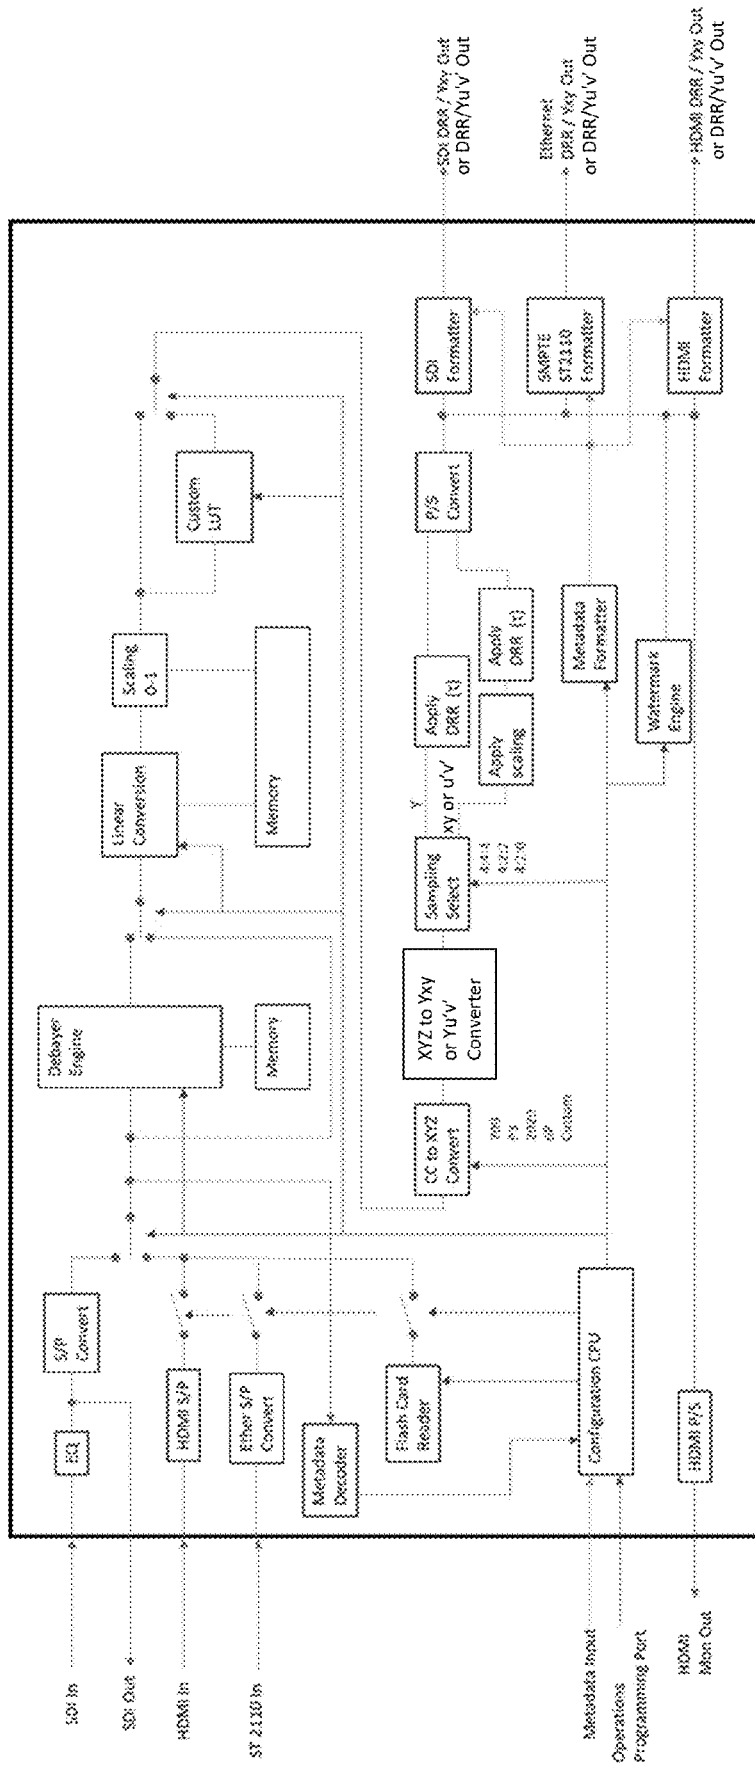 SDI In
SDI Out
HDMI In
ST 2110 In
Metadata Input
Operations
Programming Port
HDMI
Mon Out
EQ
S/P
Convert
HDMI S/P
Ether S/P
Convert
Metadata
Decoder
Flash Card
Reader
Configuration CPU
HDMI P/S
Debayer
Engine
Memory
Linear
Conversion
Memory
Scaling
0-1
Custom
LUT
CC to XYZ
Convert
709
P3
2020
Custom
XYZ to Yxy
or Yu'v'
Converter
Sampling
Select
4:4:4
4:2:2
4:2:0
Y
xy or u'v'
Apply
DRR (τ)
Apply
scaling
Apply
DRR (τ)
P/S
Convert
Metadata
Formatter
Watermark
Engine
SDI
Formatter
SMPTE
ST2110
Formatter
HDMI
Formatter
SDI DRR / Yxy Out
or DRR/Yu'v' Out
Ethernet
DRR / Yxy Out
or DRR/Yu'v' Out
HDMI DRR / Yxy Out
or DRR/Yu'v' Out